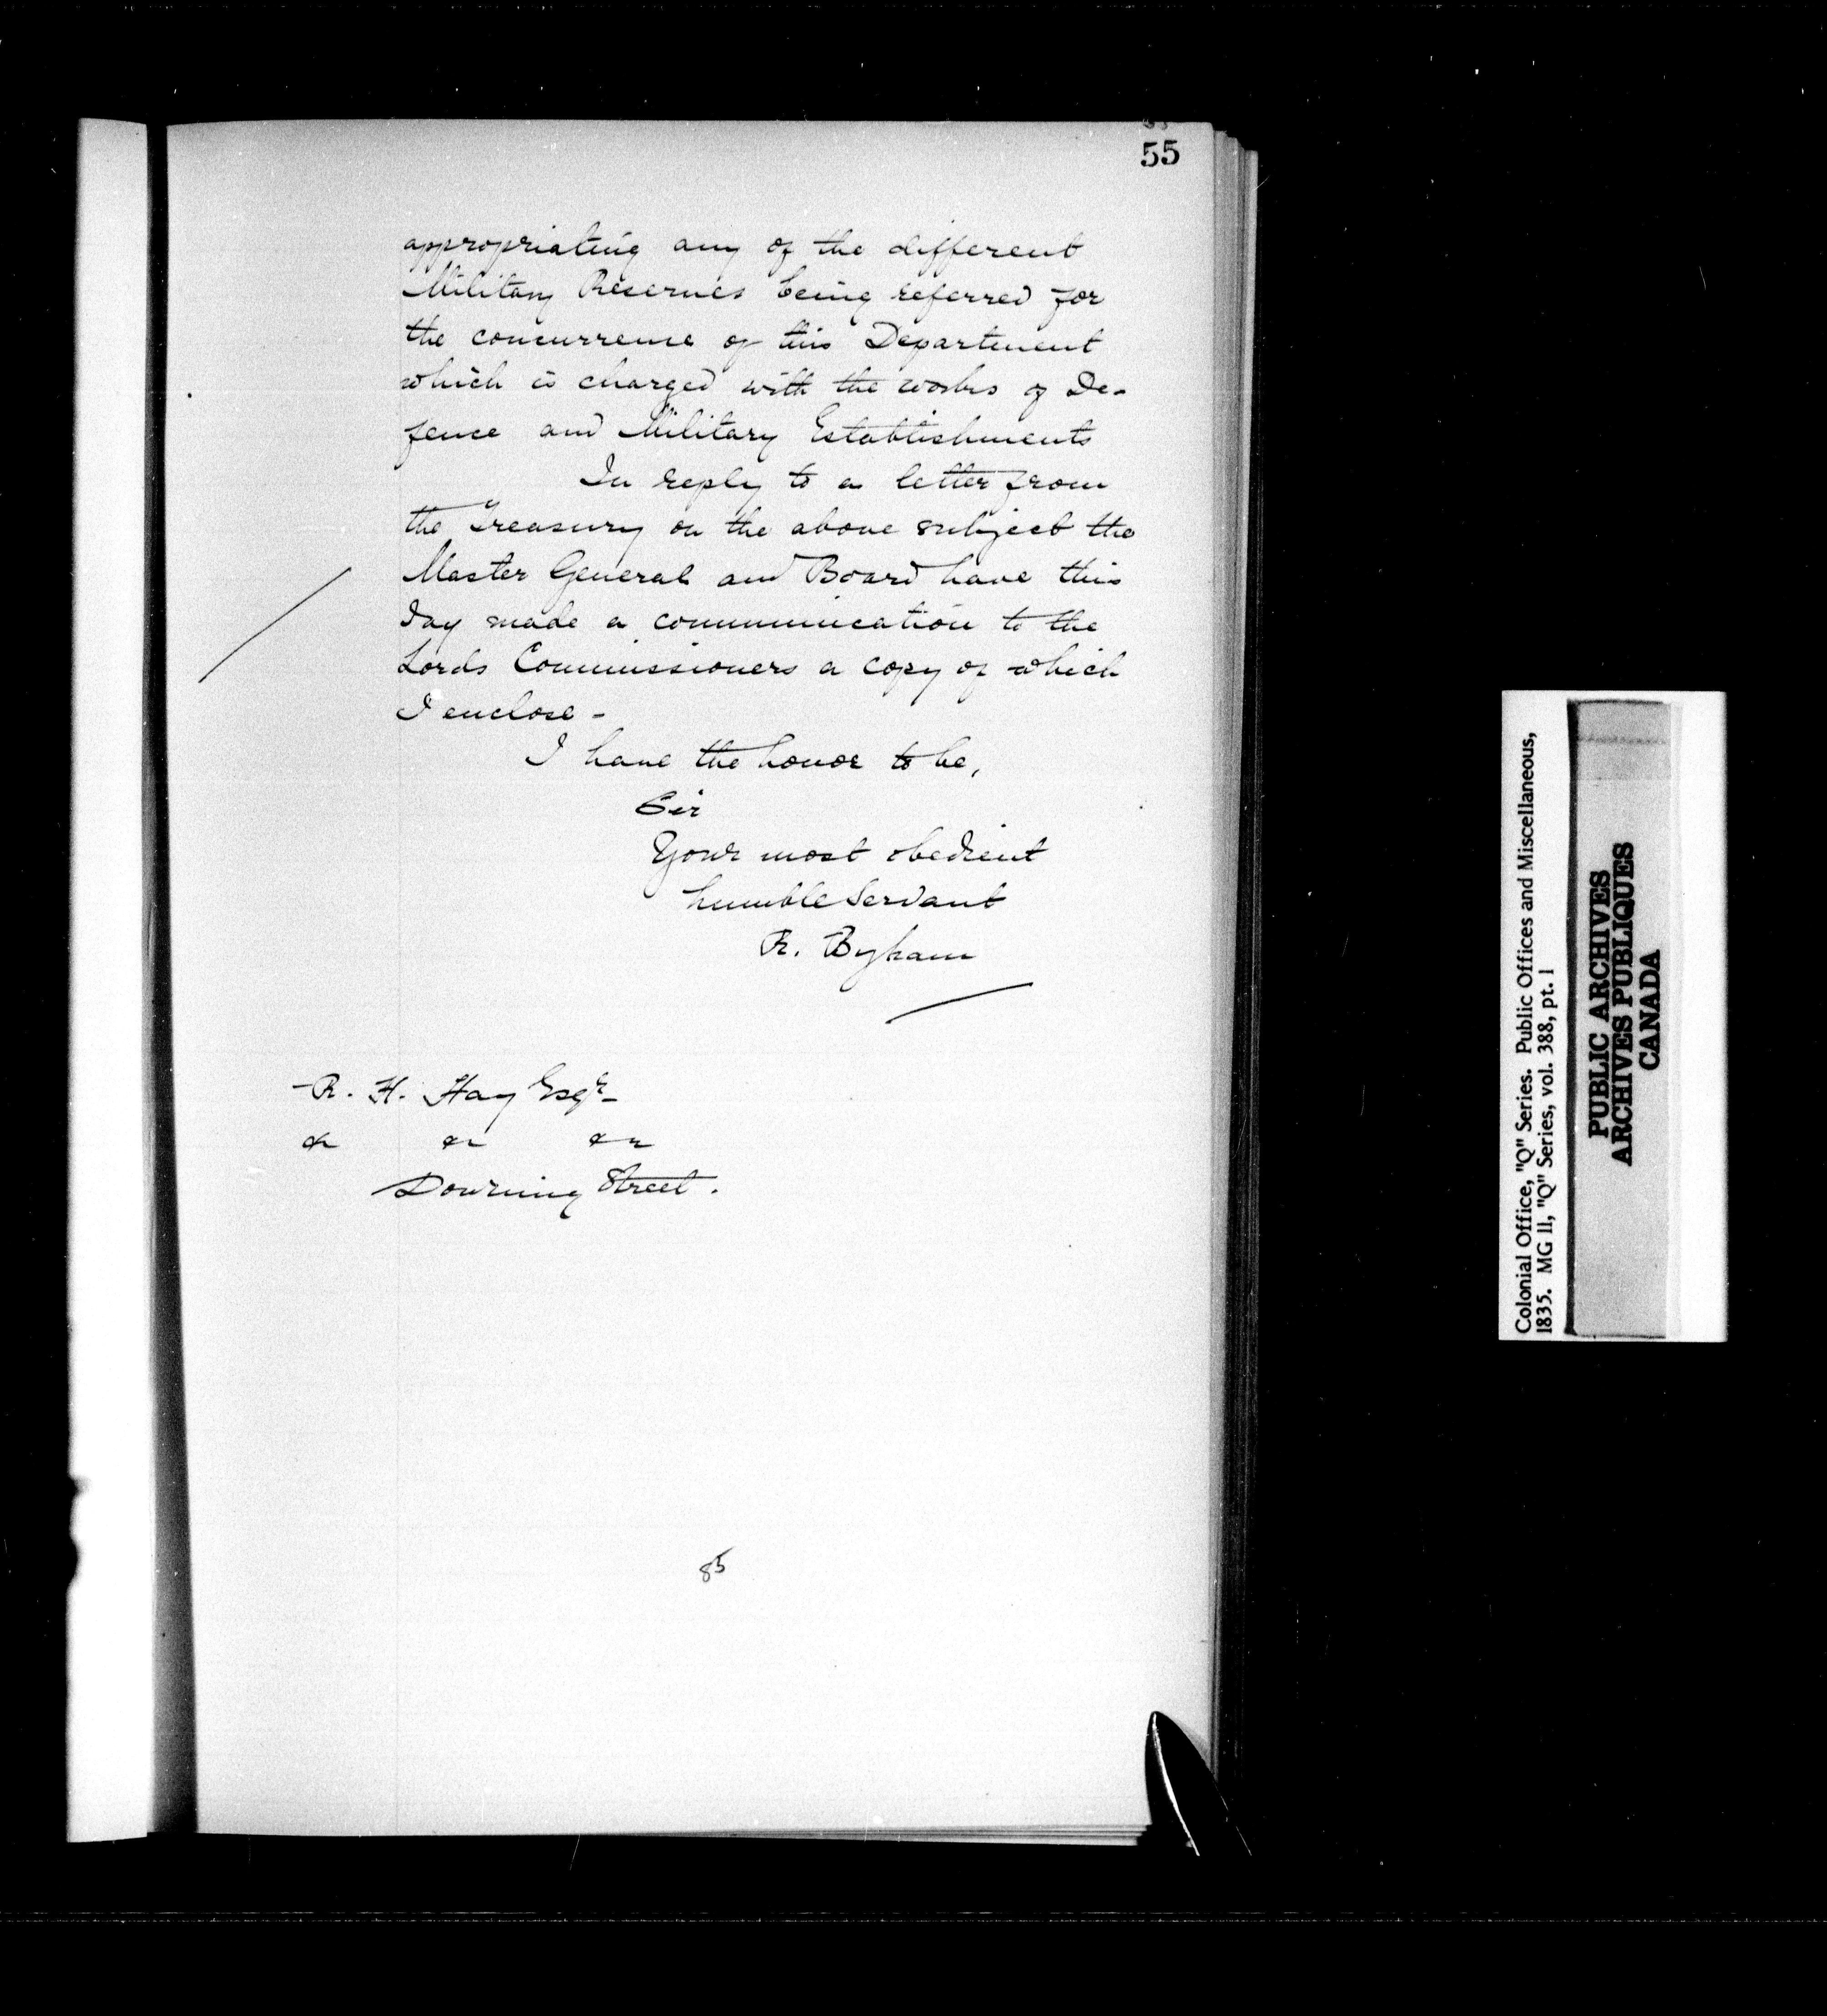 55
appropriating any of the different
Military Reserves being referred for
the concurrence of this Department
which is charged with the works of De-
fence and Military Establishments
In reply to a letter from
the Treasury on the above subject the
Master General and Board have this
day made a communication to the
Lords Commissioners a copy of which
I enclose -
I have the honor to be,
Sir
Your most obedient
humble Servant
R. Byham
R. H. Hay Esqr
&c &c &c
Downing Street.
85
Colonial Office, "Q" Series. Public Offices and Miscellaneous,
1835. MG 11, "Q" Series, vol. 388, pt. 1
PUBLIC ARCHIVES
ARCHIVES PUBLIQUES
CANADA